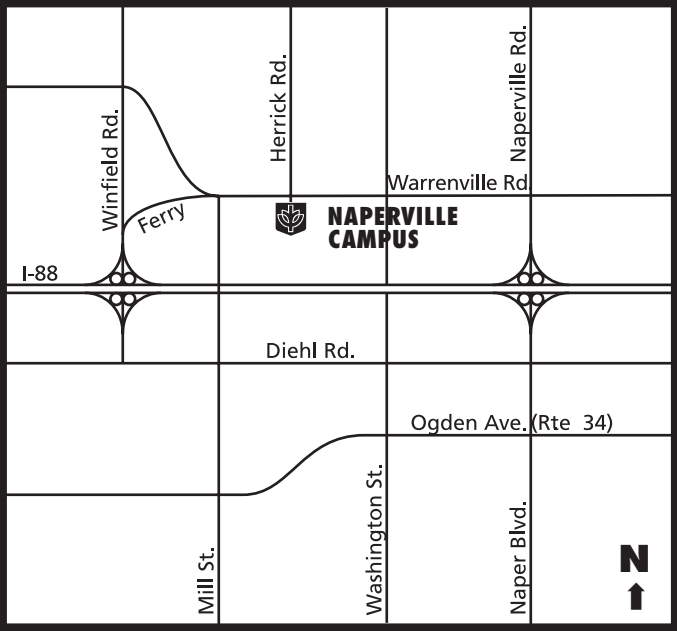 Herrick Rd.
Naperville Rd.
Winfield Rd.
Warrenville Rd.
Ferry
NAPERVILLE
CAMPUS
I-88
Diehl Rd.
Ogden Ave. (Rte 34)
Mill St.
Washington St.
Naper Blvd.
N